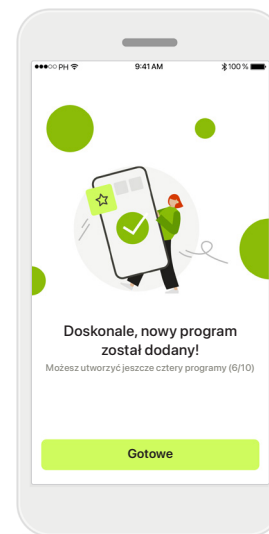 PH 9:41 AM 100 %
Doskonale, nowy program
został dodany!
Możesz utworzyć jeszcze cztery programy (6/10)
Gotowe